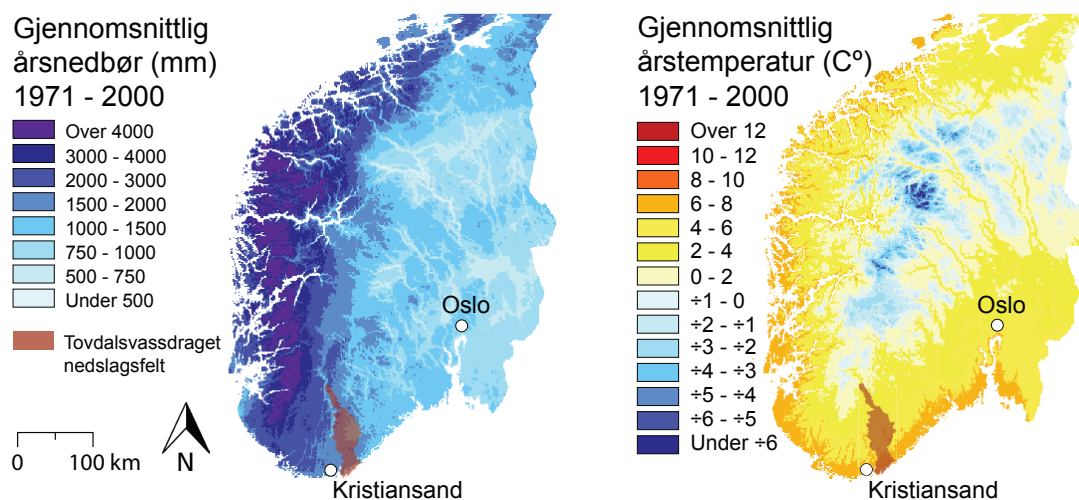 Gjennomsnittlig
årsnedbør (mm)
1971 - 2000
Over 4000
3000 - 4000
2000 - 3000
1500 - 2000
1000 - 1500
750 - 1000
500 - 750
Under 500
Tovdalsvassdraget
nedslagsfelt
0 100 km
N
Oslo
Kristiansand
Gjennomsnittlig
årstemperatur (Cº)
1971 - 2000
Over 12
10 - 12
8 - 10
6 - 8
4 - 6
2 - 4
0 - 2
÷1 - 0
÷2 - ÷1
÷3 - ÷2
÷4 - ÷3
÷5 - ÷4
÷6 - ÷5
Under ÷6
Oslo
Kristiansand